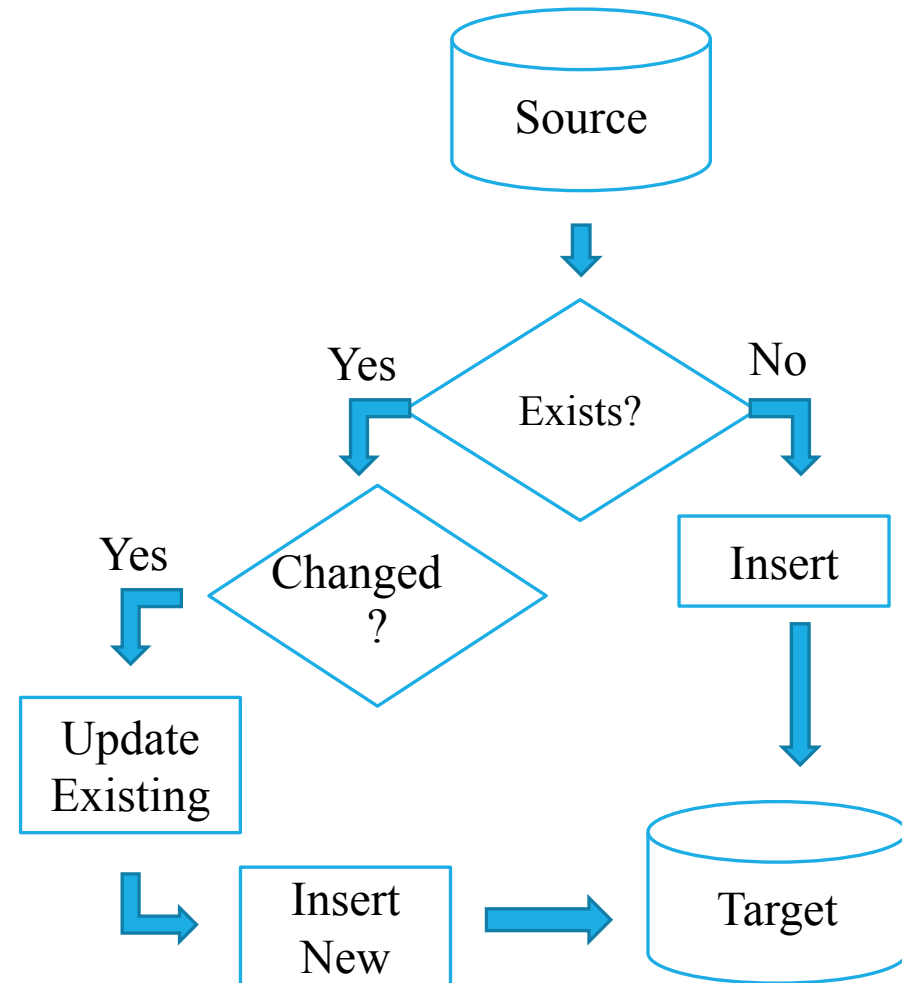 Source
Yes
No
Exists?
Yes
Changed
?
Insert
Update
Existing
Insert
New
Target